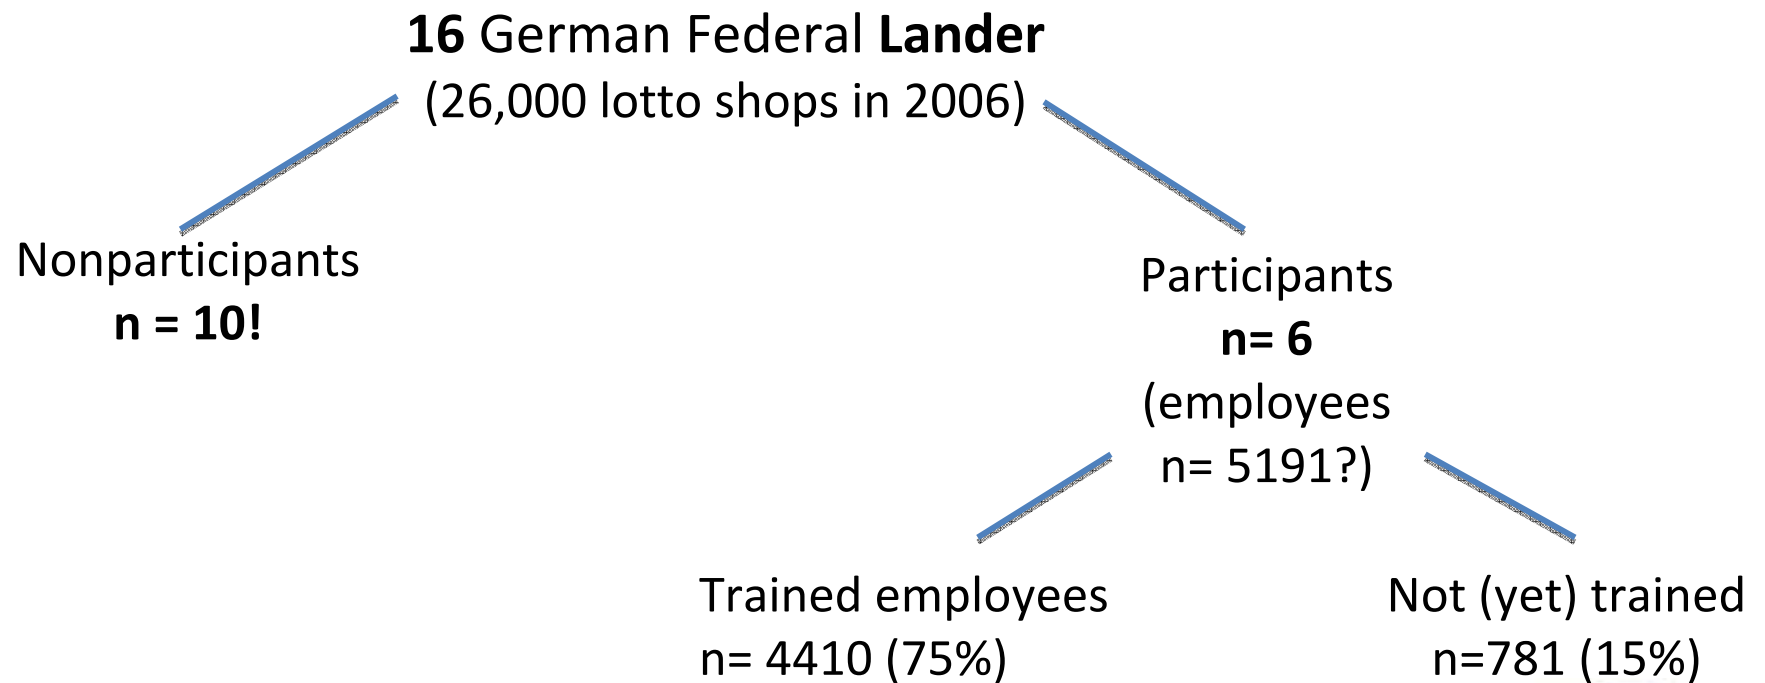 16 German Federal Lander
(26,000 lotto shops in 2006)
Nonparticipants
n = 10!
Participants
n= 6
(employees
n= 5191?)
Trained employees
n= 4410 (75%)
Not (yet) trained
n=781 (15%)